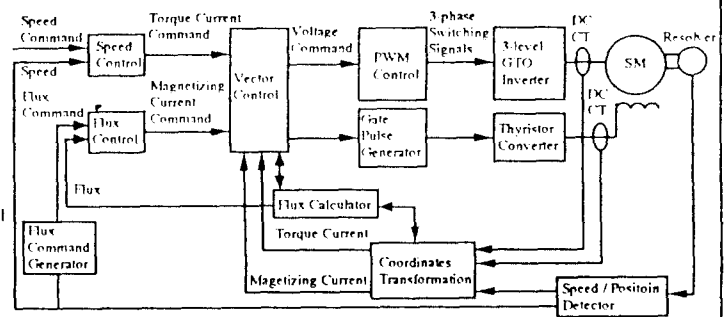 Speed
Command
Speed
Flux
Command
Speed
Control
Flux
Control
Torque Current
Command
Magnetizing
Current
Command
Vector
Control
Voltage
Command
PWM
Control
3-phase
Switching
Signals
3-level
GTO
Inverter
DC
CT
SM
Resolver
DC
CT
Gate
Pulse
Generator
Thyristor
Converter
Flux
Flux Calculator
Torque Current
Magetizing Current
Coordinates
Transformation
Flux
Command
Generator
Speed / Positoin
Detector